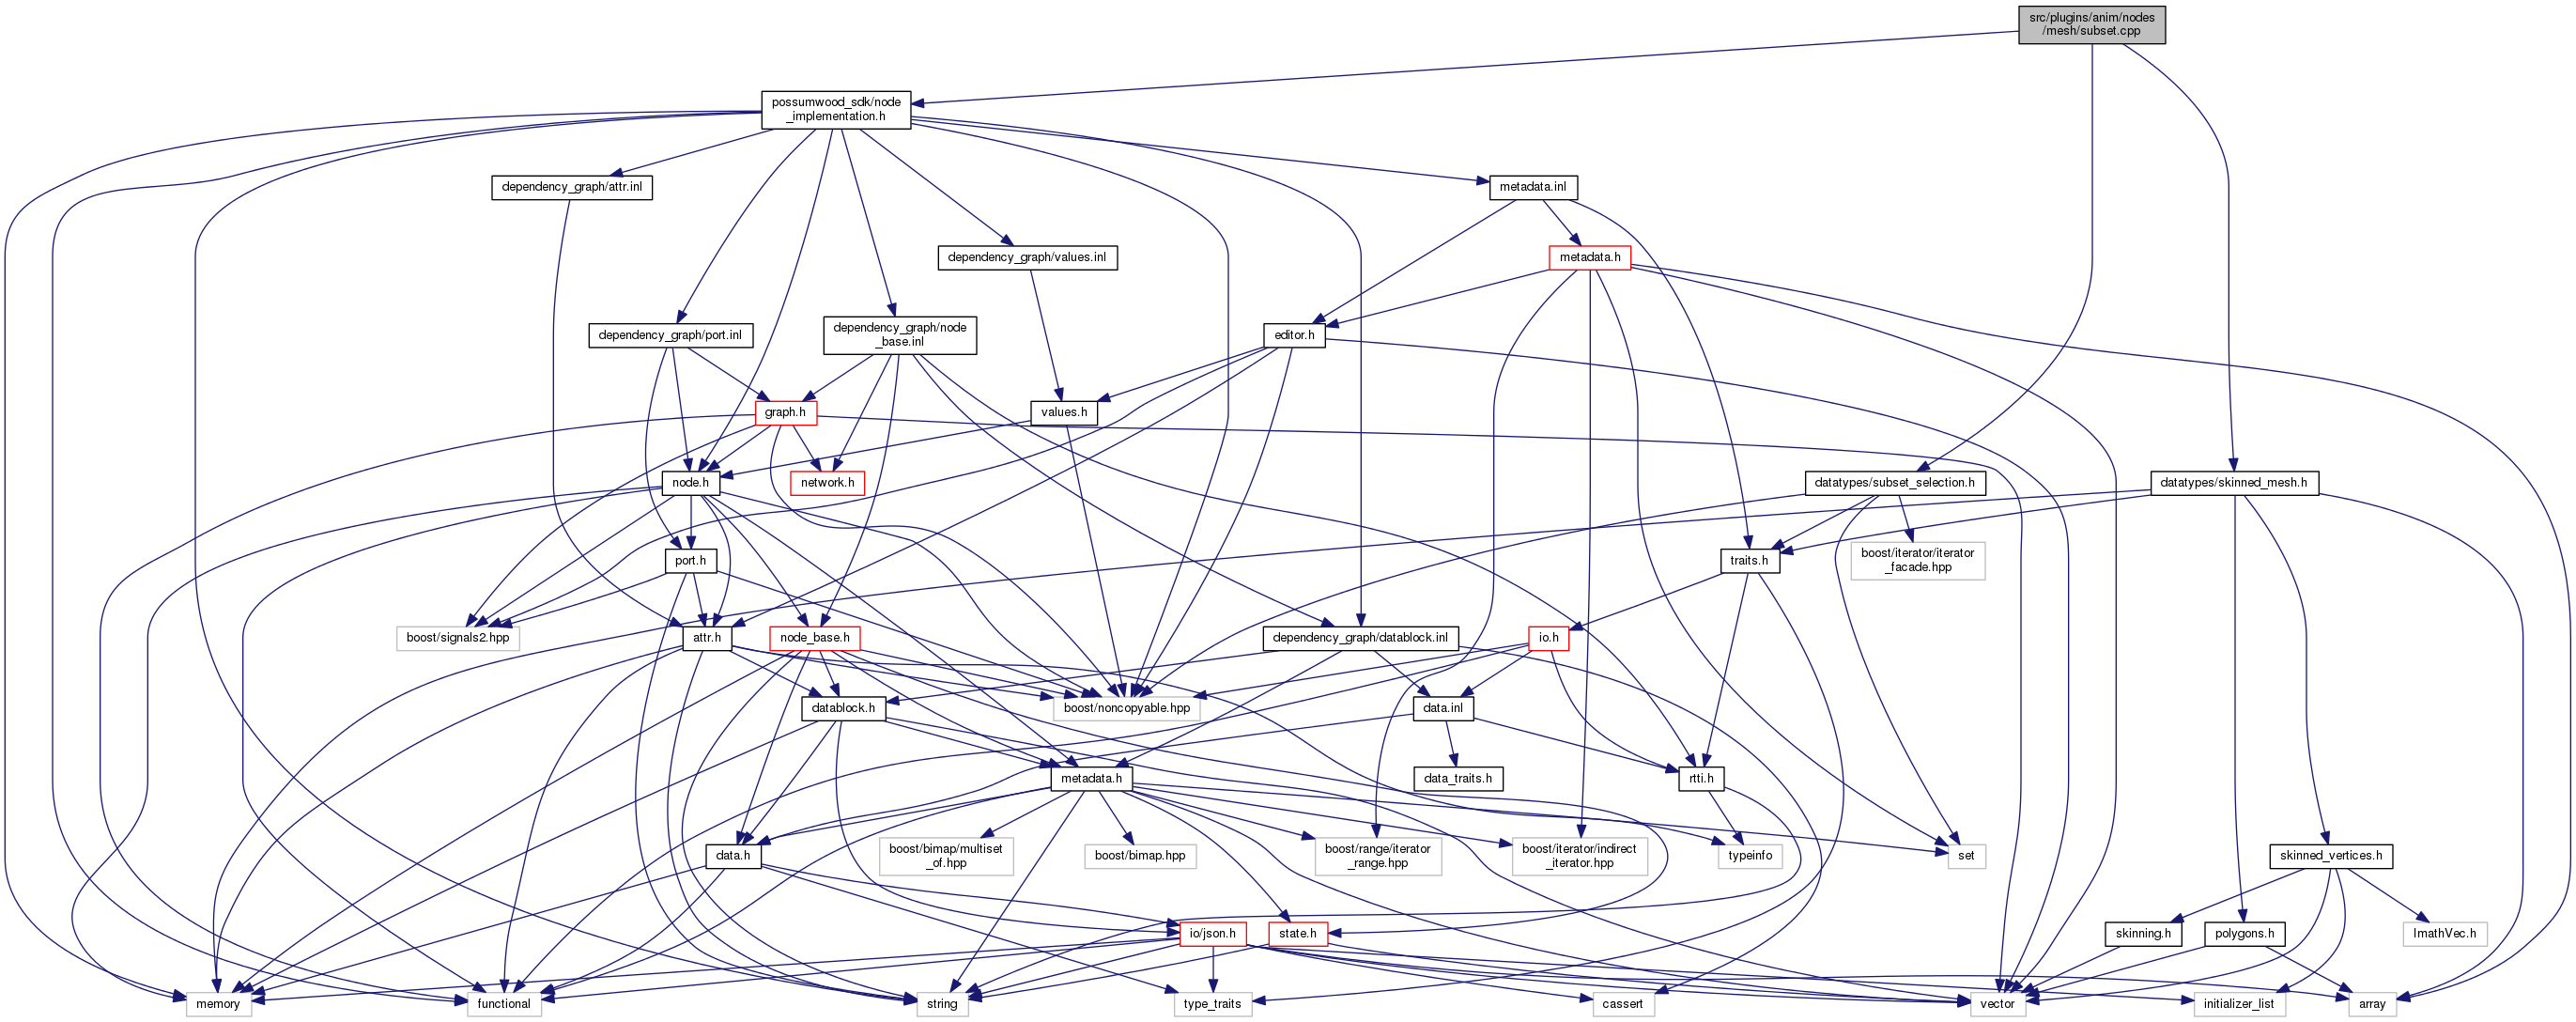 src/plugins/anim/nodes
/mesh/subset.cpp
possumwood_sdk/node
_implementation.h
dependency_graph/attr.inl
metadata.inl
dependency_graph/values.inl
metadata.h
dependency_graph/port.inl
dependency_graph/node
_base.inl
editor.h
graph.h
values.h
node.h
network.h
datatypes/subset_selection.h
datatypes/skinned_mesh.h
port.h
traits.h
boost/iterator/iterator
_facade.hpp
boost/signals2.hpp
attr.h
node_base.h
dependency_graph/datablock.inl
io.h
datablock.h
boost/noncopyable.hpp
data.inl
metadata.h
data_traits.h
rtti.h
data.h
boost/bimap/multiset
_of.hpp
boost/bimap.hpp
boost/range/iterator
_range.hpp
boost/iterator/indirect
_iterator.hpp
typeinfo
set
skinned_vertices.h
io/json.h
state.h
skinning.h
polygons.h
ImathVec.h
memory
functional
string
type_traits
cassert
vector
initializer_list
array